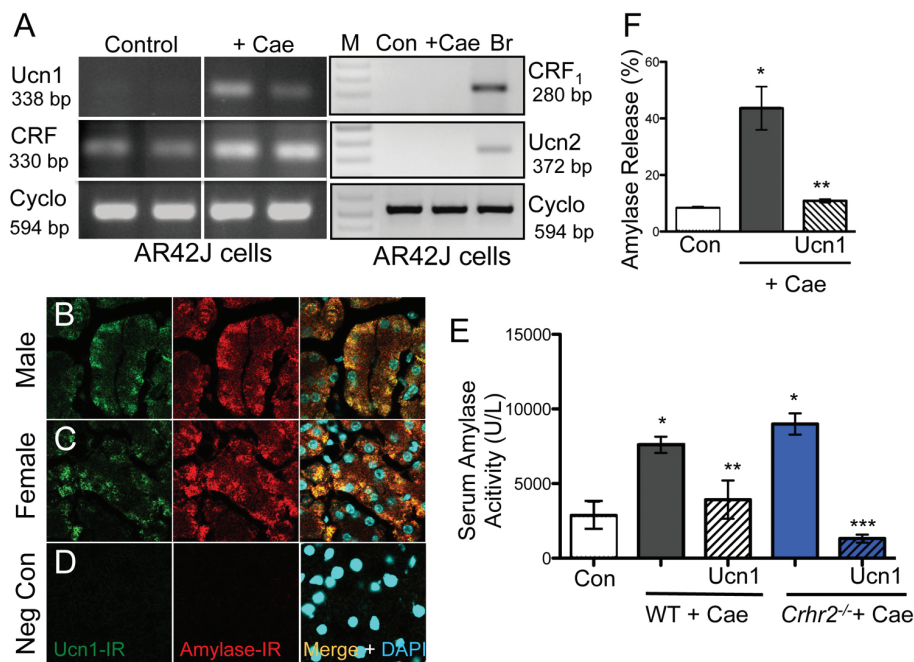 A
Control + Cae
M Con +Cae Br
Ucn1
338 bp
CRF
330 bp
Cyclo
594 bp
AR42J cells
CRF1
280 bp
Ucn2
372 bp
Cyclo
594 bp
AR42J cells
F
Amylase Release (%)
60
40
20
0
*
**
Con
Ucn1
+ Cae
B
Male
C
Female
D
Neg Con
Ucn1-IR
Amylase-IR
Merge + DAPI
E
Serum Amylase
Acitivity (U/L)
15000
10000
5000
0
*
**
*
***
Con
Ucn1
Ucn1
WT + Cae
Crhr2-/-+ Cae